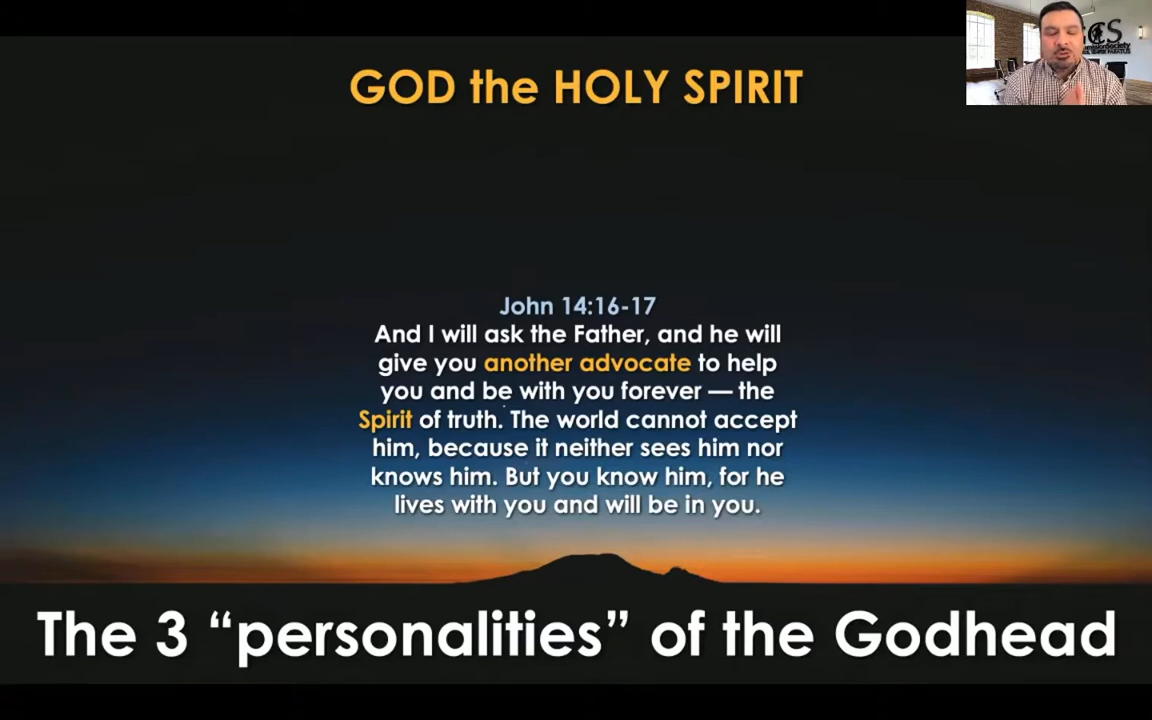 GOD the HOLY SPIRIT
GCS
John 14:16-17
And I will ask the Father, and he will
give you another advocate to help
you and be with you forever — the
Spirit of truth. The world cannot accept
him, because it neither sees him nor
knows him. But you know him, for he
lives with you and will be in you.
The 3 “personalities” of the Godhead